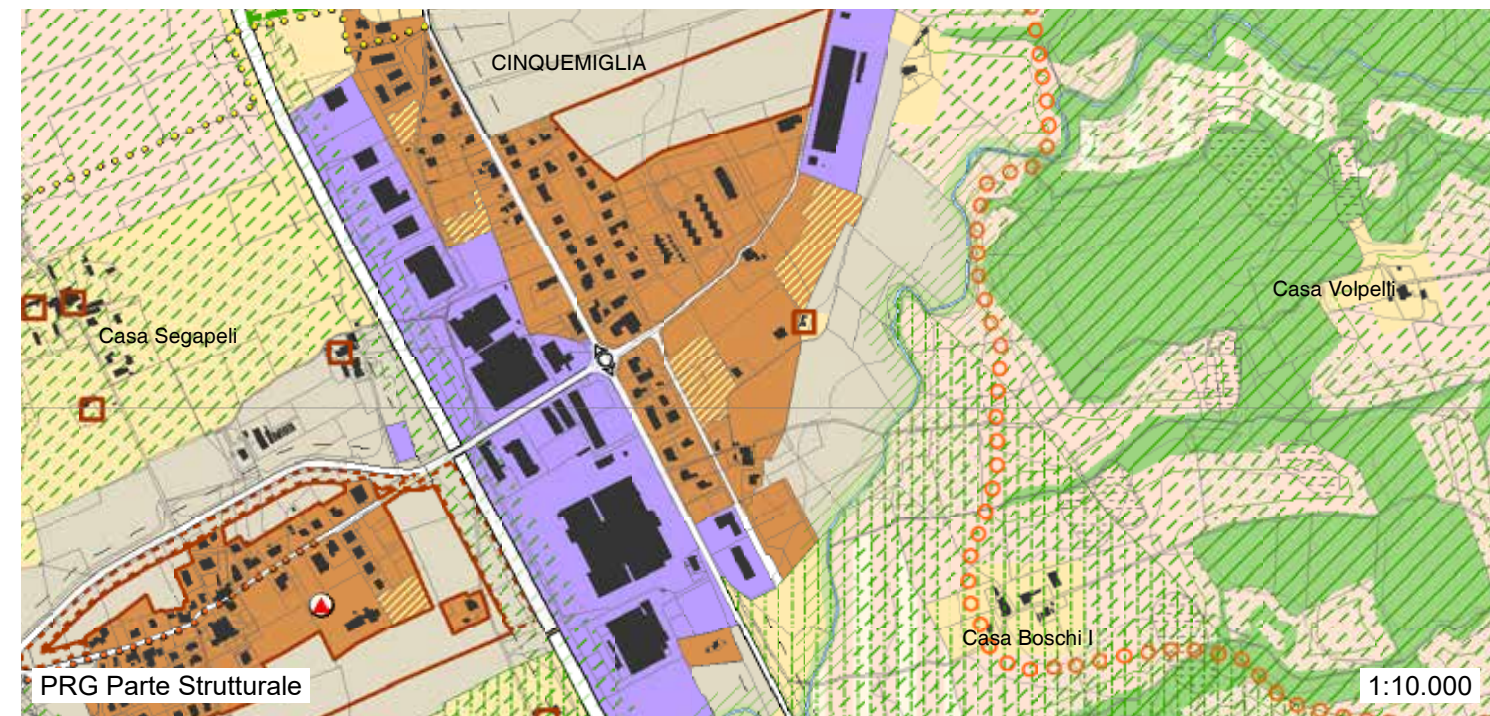 CINQUEMIGLIA
Casa Volpelli
Casa Segapeli
Casa Boschi I
PRG Parte Strutturale
1:10.000